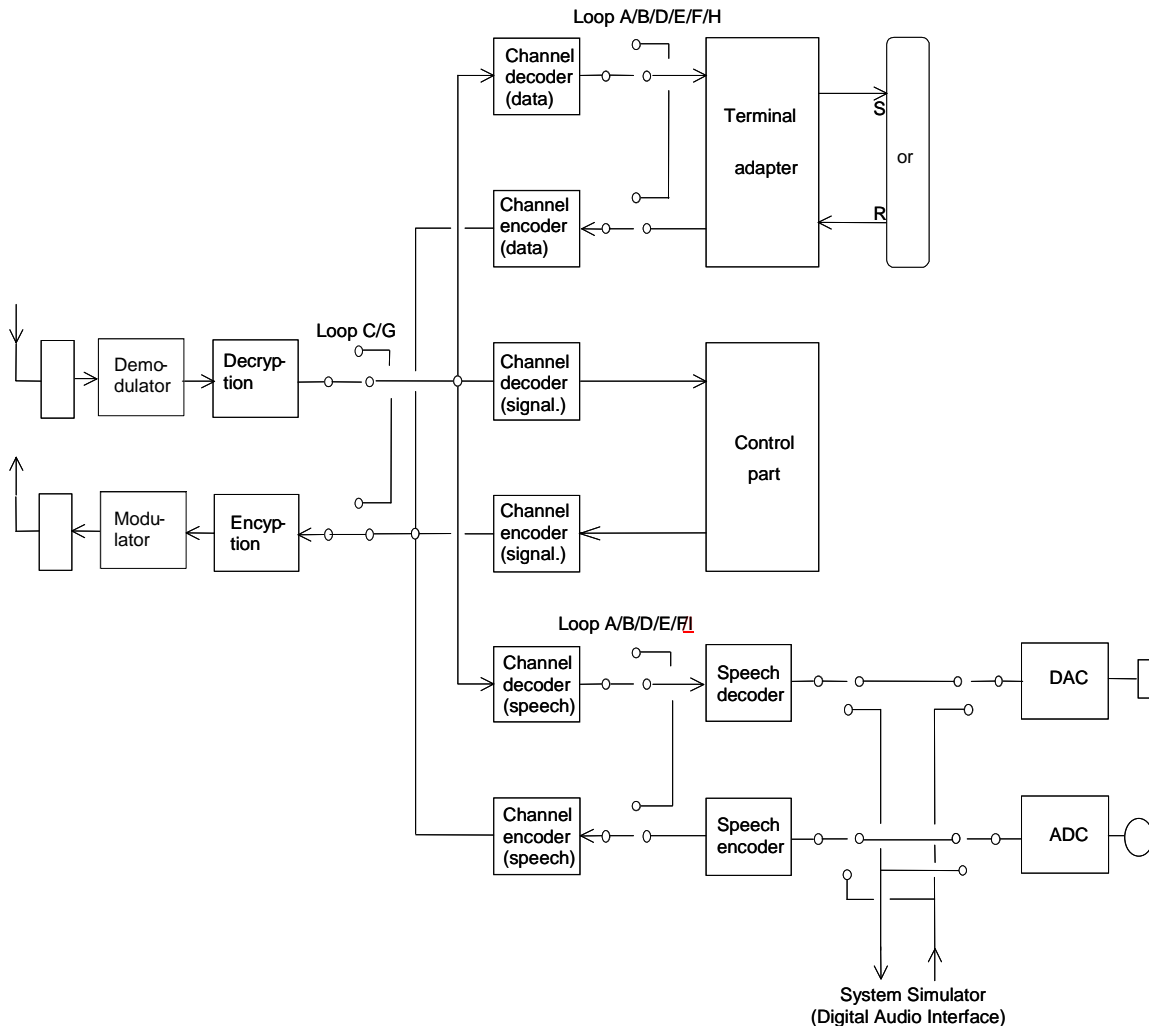 Loop A/B/D/E/F/H
Channel
decoder
(data)
Terminal
adapter
S
or
R
Channel
encoder
(data)
Loop C/G
Demo-
dulator
Decryp-
tion
Channel
decoder
(signal.)
Control
part
Modu-
lator
Encyp-
tion
Channel
encoder
(signal.)
Loop A/B/D/E/F/I
Channel
decoder
(speech)
Speech
decoder
DAC
Channel
encoder
(speech)
Speech
encoder
ADC
System Simulator
(Digital Audio Interface)